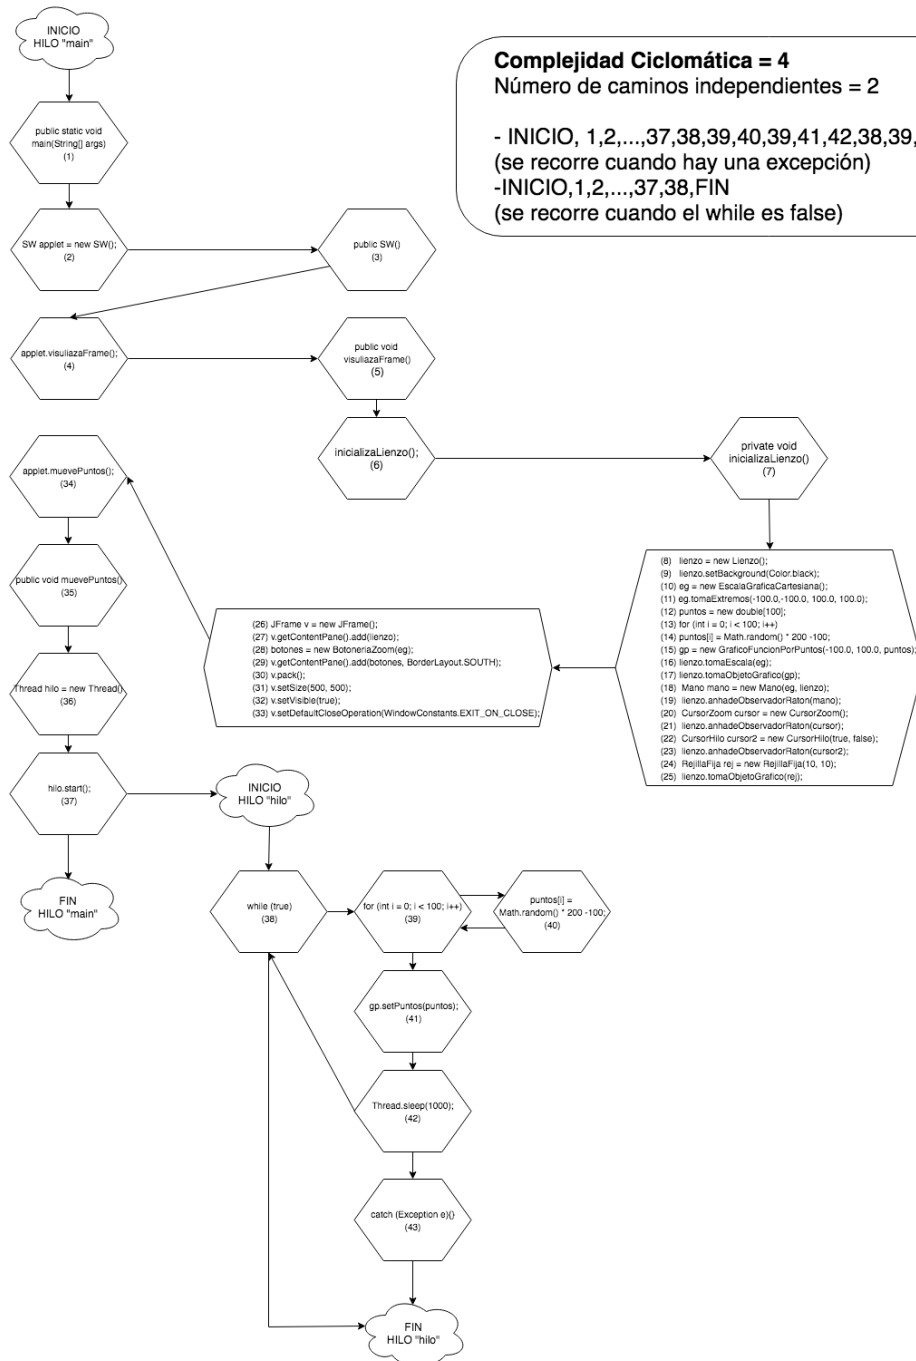 INICIO
HILO "main"
Complejidad Ciclomática = 4
Número de caminos independientes = 2
- INICIO, 1,2,...,37,38,39,40,39,41,42,38,39,
(se recorre cuando hay una excepción)
-INICIO,1,2,...,37,38,FIN
(se recorre cuando el while es false)
public static void
main(String[] args)
(1)
SW applet = new SW();
(2)
public SW()
(3)
applet.visuliazaFrame();
(4)
public void
visuliazaFrame()
(5)
inicializaLienzo();
(6)
private void
inicializaLienzo()
(7)
(8) lienzo = new Lienzo();
(9) lienzo.setBackground(Color.black);
(10) eg = new EscalaGraficaCartesiana();
(11) eg.tomaExtremos(-100.0,-100.0, 100.0, 100.0);
(12) puntos = new double[100];
(13) for (int i = 0; i < 100; i++)
(14) puntos[i] = Math.random() * 200 -100;
(15) gp = new GraficoFuncionPorPuntos(-100.0, 100.0, puntos);
(16) lienzo.tomaEscala(eg);
(17) lienzo.tomaObjetoGrafico(gp);
(18) Mano mano = new Mano(eg, lienzo);
(19) lienzo.anhadeObservadorRaton(mano);
(20) CursorZoom cursor = new CursorZoom();
(21) lienzo.anhadeObservadorRaton(cursor);
(22) CursorHilo cursor2 = new CursorHilo(true, false);
(23) lienzo.anhadeObservadorRaton(cursor2);
(24) RejillaFija rej = new RejillaFija(10, 10);
(25) lienzo.tomaObjetoGrafico(rej);
(26) JFrame v = new JFrame();
(27) v.getContentPane().add(lienzo);
(28) botones = new BotoneriaZoom(eg);
(29) v.getContentPane().add(botones, BorderLayout.SOUTH);
(30) v.pack();
(31) v.setSize(500, 500);
(32) v.setVisible(true);
(33) v.setDefaultCloseOperation(WindowConstants.EXIT_ON_CLOSE);
applet.muevePuntos();
(34)
public void muevePuntos()
(35)
Thread hilo = new Thread()
(36)
hilo.start();
(37)
FIN
HILO "main"
INICIO
HILO "hilo"
while (true)
(38)
for (int i = 0; i < 100; i++)
(39)
puntos[i] =
Math.random() * 200 -100;
(40)
gp.setPuntos(puntos);
(41)
Thread.sleep(1000);
(42)
catch (Exception e){}
(43)
FIN
HILO "hilo"